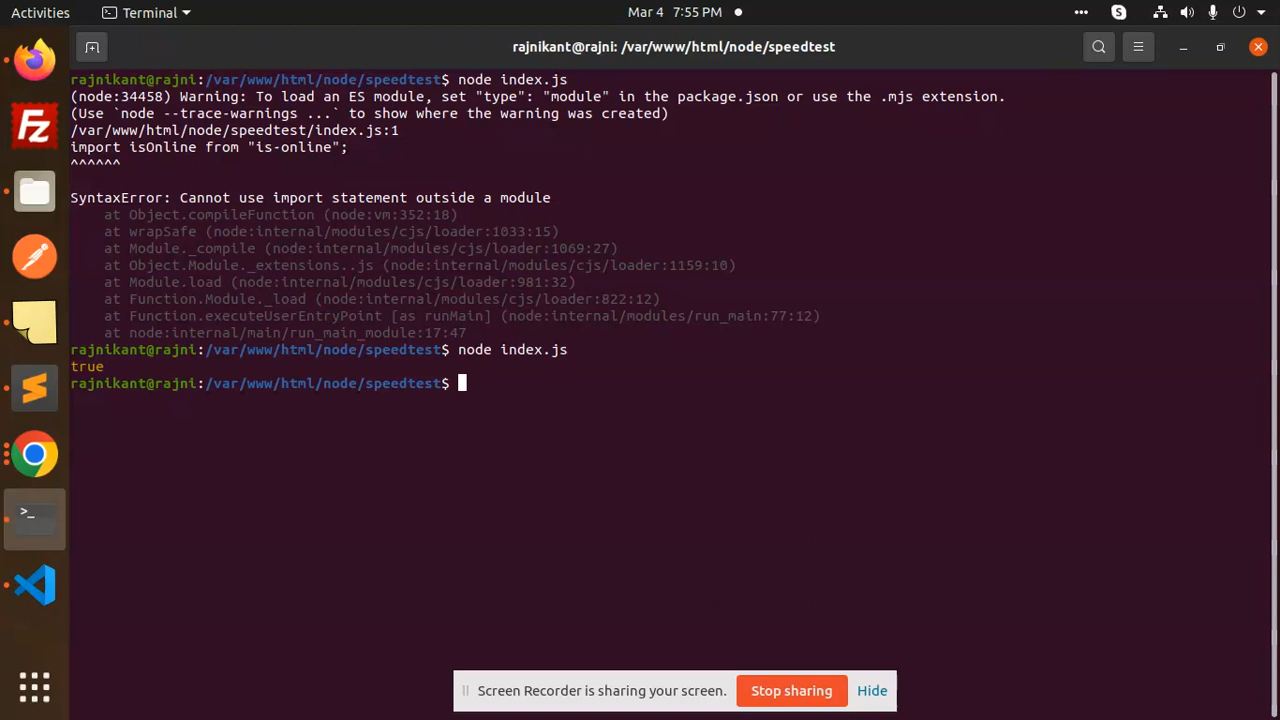 Activities Terminal Mar 4 7:55 PM
rajnikant@rajni: /var/www/html/node/speedtest
rajnikant@rajni:/var/www/html/node/speedtest$ node index.js
(node:34458) Warning: To load an ES module, set "type": "module" in the package.json or use the .mjs extension.
(Use `node --trace-warnings ...` to show where the warning was created)
/var/www/html/node/speedtest/index.js:1
import isOnline from "is-online";
^^^^^^
SyntaxError: Cannot use import statement outside a module
at Object.compileFunction (node:vm:352:18)
at wrapSafe (node:internal/modules/cjs/loader:1033:15)
at Module._compile (node:internal/modules/cjs/loader:1069:27)
at Object.Module._extensions..js (node:internal/modules/cjs/loader:1159:10)
at Module.load (node:internal/modules/cjs/loader:981:32)
at Function.Module._load (node:internal/modules/cjs/loader:822:12)
at Function.executeUserEntryPoint [as runMain] (node:internal/modules/run_main:77:12)
at node:internal/main/run_main_module:17:47
rajnikant@rajni:/var/www/html/node/speedtest$ node index.js
true
rajnikant@rajni:/var/www/html/node/speedtest$
Screen Recorder is sharing your screen. Stop sharing Hide